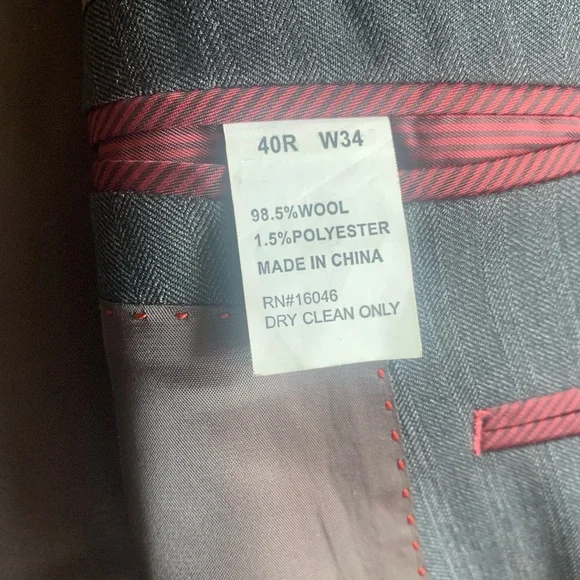 40R W34
98.5%WOOL
1.5%POLYESTER
MADE IN CHINA
RN#16046
DRY CLEAN ONLY